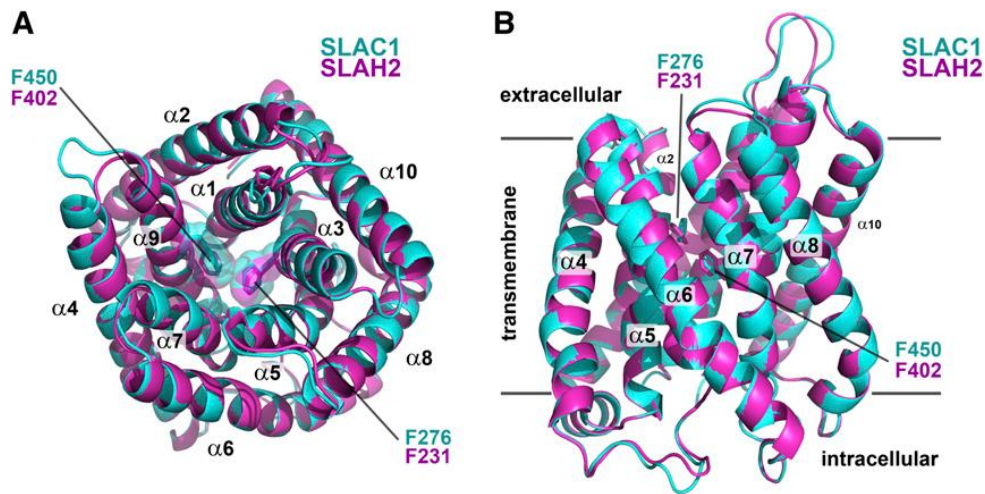 A
SLAC1
SLAH2
F450
F402
α2
α1
α10
α3
α9
α4
α7
α8
α5
α6
F276
F231
B
SLAC1
SLAH2
F276
F231
extracellular
α2
transmembrane
α10
α4
α7
α8
α6
α5
F450
F402
intracellular